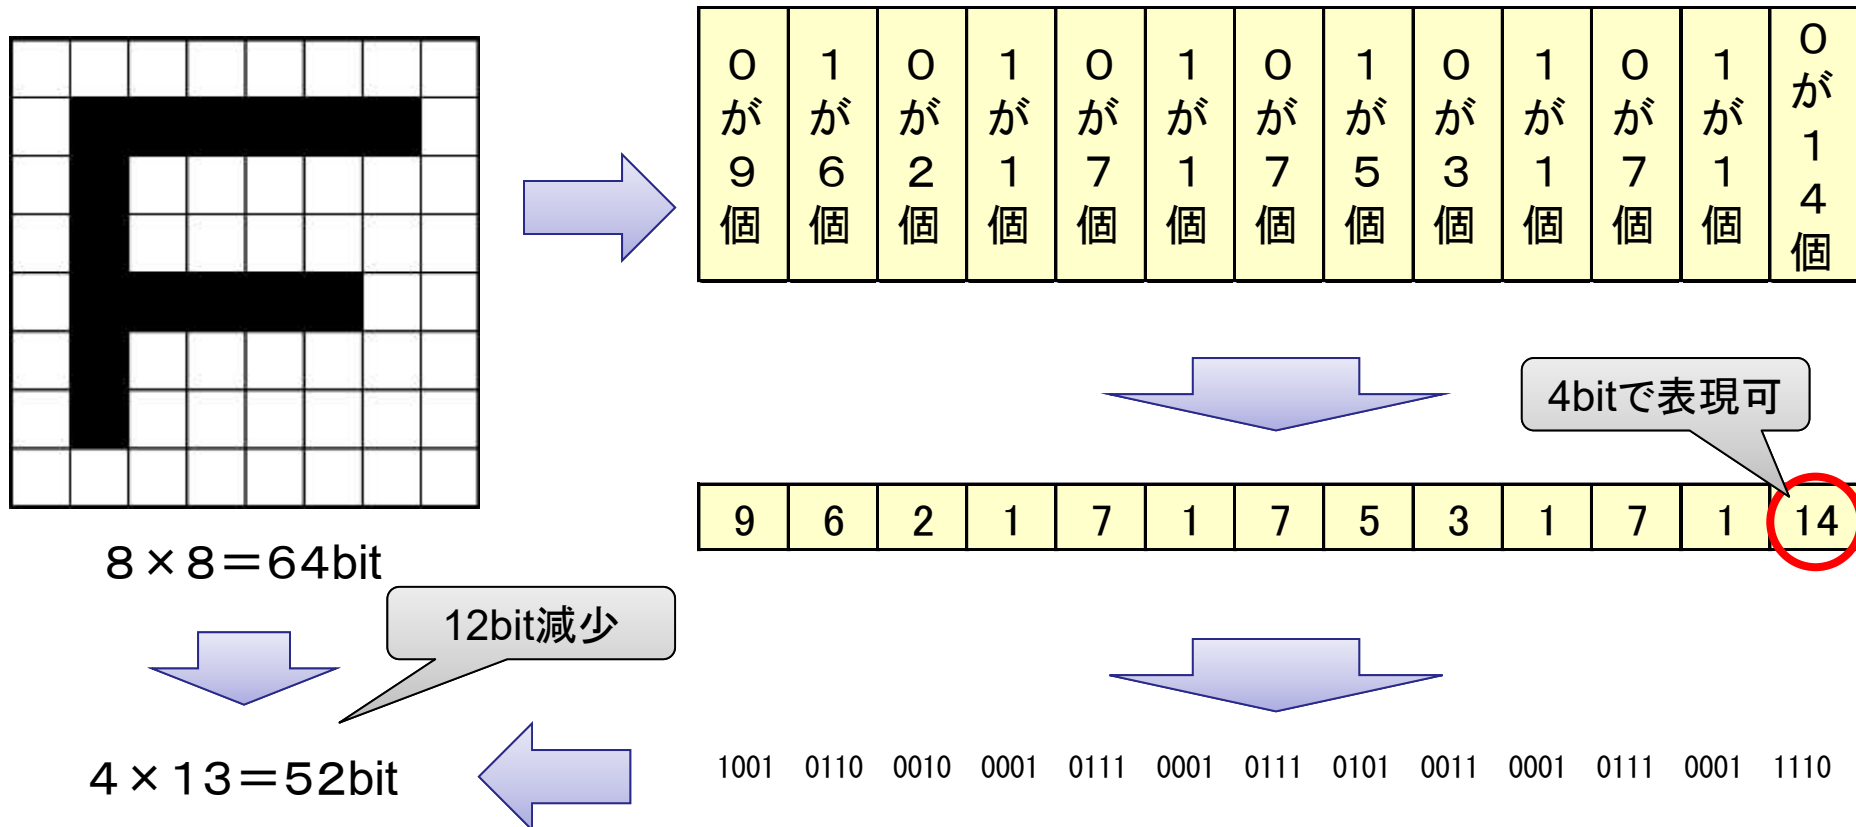 0が9個
1が6個
0が2個
1が1個
0が7個
1が1個
0が7個
1が5個
0が3個
1が1個
0が7個
1が1個
0が14個
4bitで表現可
9 6 2 1 7 1 7 5 3 1 7 1 14
8×8=64bit
12bit減少
4×13=52bit
1001 0110 0010 0001 0111 0001 0111 0101 0011 0001 0111 0001 1110